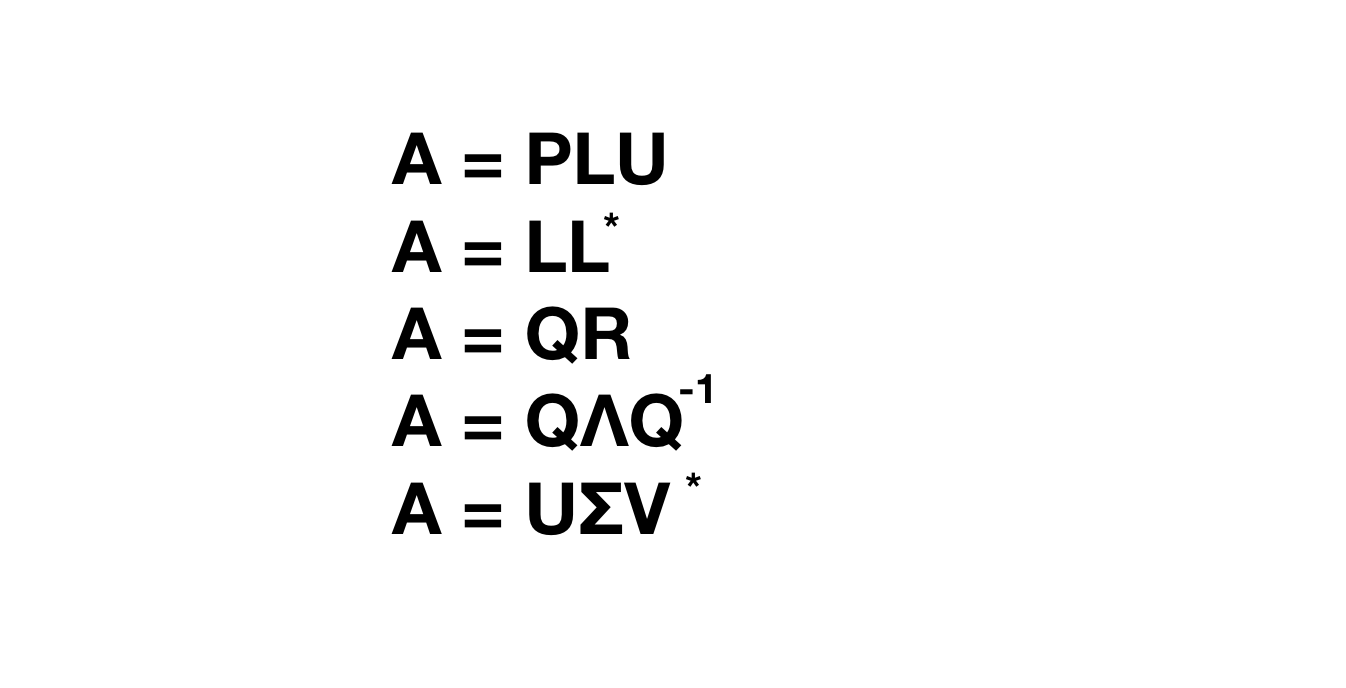 A = PLU
A = LL*
A = QR
A = QΛQ-1
A = UΣV *